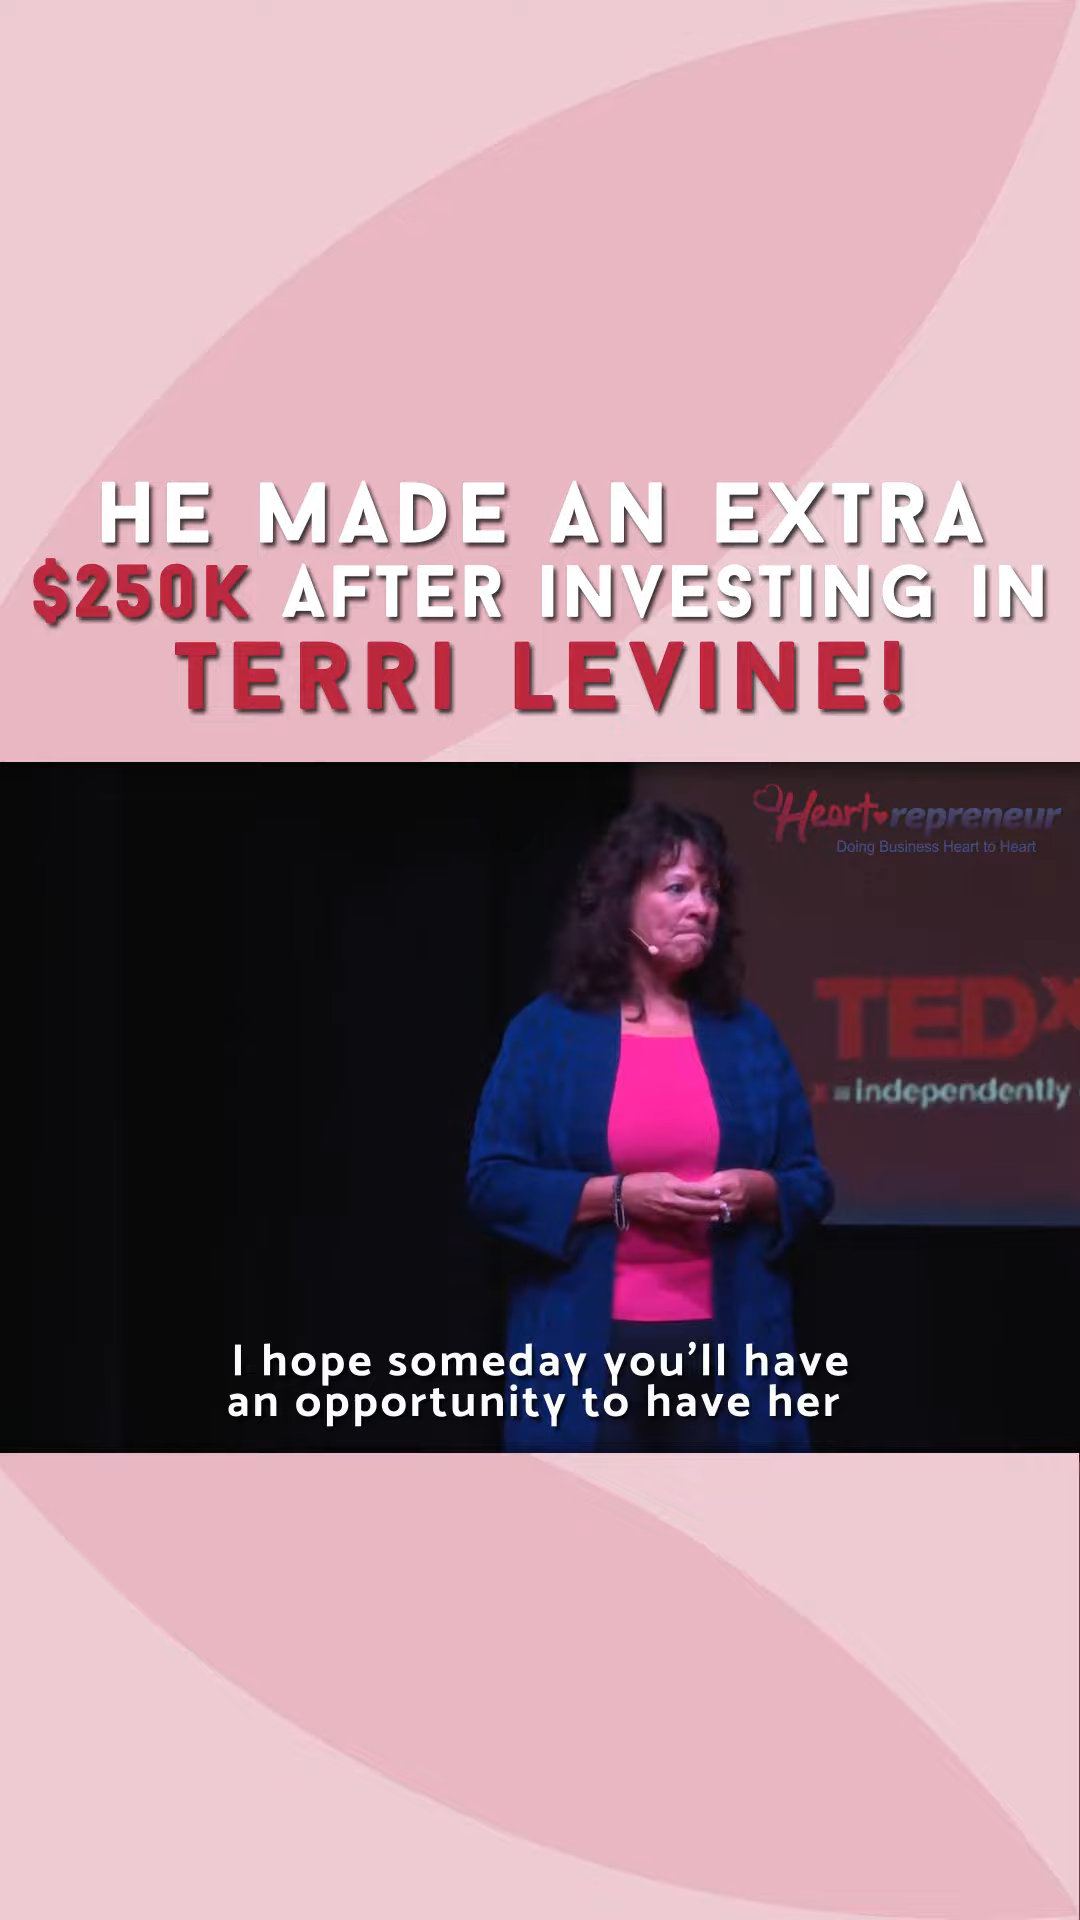 HE MADE AN EXTRA
$250K AFTER INVESTING IN
TERRI LEVINE!
Heart repreneur
Doing Business Heart to Heart
TEDx
x=independently
I hope someday you'll have
an opportunity to have her